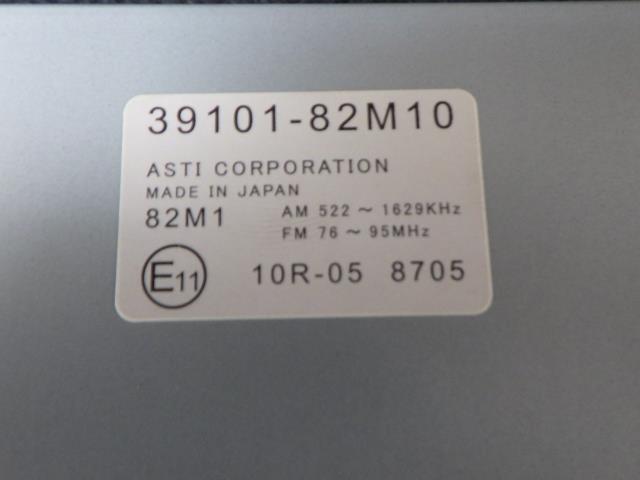 39101-82M10
ASTI CORPORATION
MADE IN JAPAN
82M1 AM 522 ~ 1629KHz
FM 76 ~ 95MHz
E11 10R-05 8705